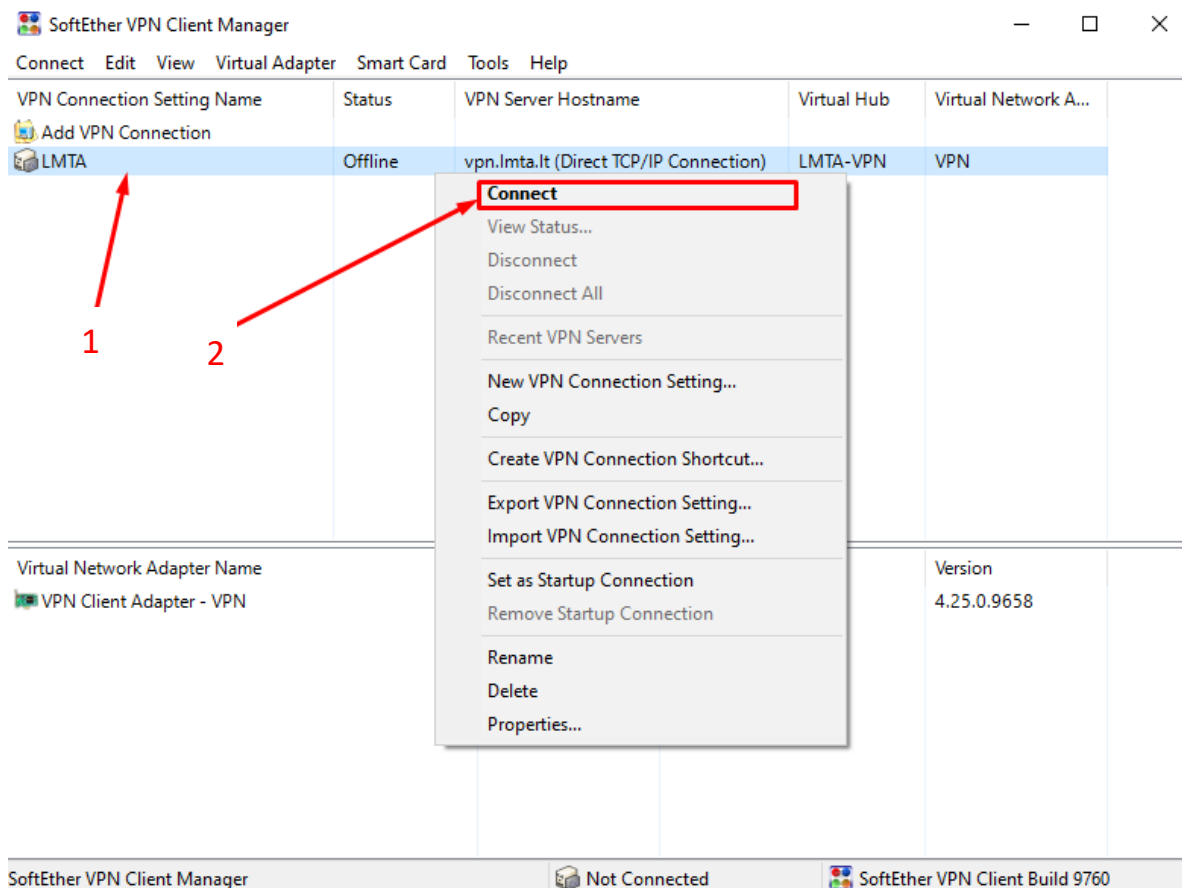 SoftEther VPN Client Manager
Connect Edit View Virtual Adapter Smart Card Tools Help
VPN Connection Setting Name Status VPN Server Hostname Virtual Hub Virtual Network A...
Add VPN Connection
LMTA Offline vpn.lmta.lt (Direct TCP/IP Connection) LMTA-VPN VPN
Connect
View Status...
Disconnect
Disconnect All
1
2
Recent VPN Servers
New VPN Connection Setting...
Copy
Create VPN Connection Shortcut...
Export VPN Connection Setting...
Import VPN Connection Setting...
Set as Startup Connection
Remove Startup Connection
Rename
Delete
Properties...
Virtual Network Adapter Name Version
VPN Client Adapter - VPN 4.25.0.9658
SoftEther VPN Client Manager Not Connected SoftEther VPN Client Build 9760